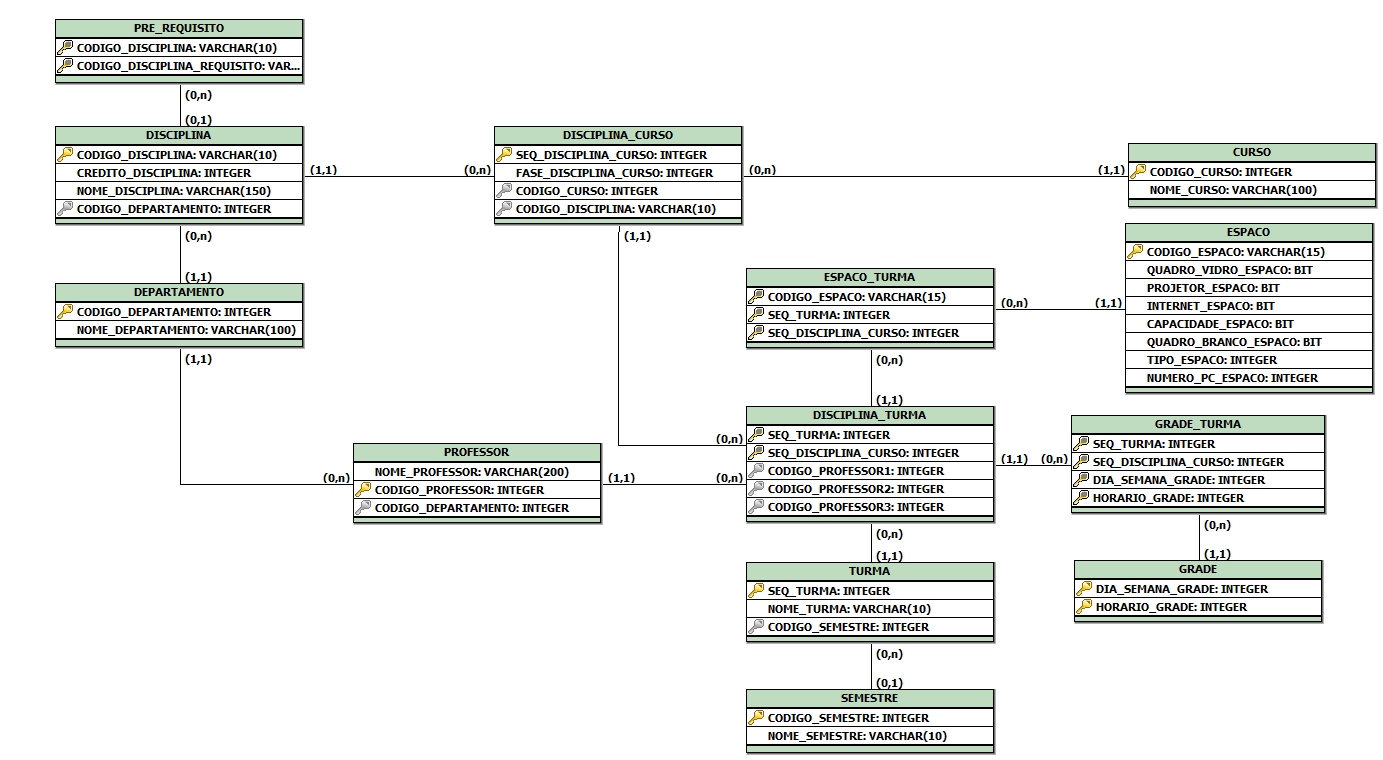 PRE_REQUISITO
CODIGO_DISCIPLINA: VARCHAR(10)
CODIGO_DISCIPLINA_REQUISITO: VAR...
(0,n)
(0,1)
DISCIPLINA
CODIGO_DISCIPLINA: VARCHAR(10)
CREDITO_DISCIPLINA: INTEGER
NOME_DISCIPLINA: VARCHAR(150)
CODIGO_DEPARTAMENTO: INTEGER
(1,1)
(0,n)
DISCIPLINA_CURSO
SEQ_DISCIPLINA_CURSO: INTEGER
FASE_DISCIPLINA_CURSO: INTEGER
CODIGO_CURSO: INTEGER
CODIGO_DISCIPLINA: VARCHAR(10)
(0,n)
(1,1)
CURSO
CODIGO_CURSO: INTEGER
NOME_CURSO: VARCHAR(100)
(0,n)
(1,1)
DEPARTAMENTO
CODIGO_DEPARTAMENTO: INTEGER
NOME_DEPARTAMENTO: VARCHAR(100)
(1,1)
(1,1)
ESPACO_TURMA
CODIGO_ESPACO: VARCHAR(15)
SEQ_TURMA: INTEGER
SEQ_DISCIPLINA_CURSO: INTEGER
(0,n)
(1,1)
ESPACO
CODIGO_ESPACO: VARCHAR(15)
QUADRO_VIDRO_ESPACO: BIT
PROJETOR_ESPACO: BIT
INTERNET_ESPACO: BIT
CAPACIDADE_ESPACO: BIT
QUADRO_BRANCO_ESPACO: BIT
TIPO_ESPACO: INTEGER
NUMERO_PC_ESPACO: INTEGER
(0,n)
(1,1)
(0,n)
PROFESSOR
NOME_PROFESSOR: VARCHAR(200)
CODIGO_PROFESSOR: INTEGER
CODIGO_DEPARTAMENTO: INTEGER
(1,1)
(0,n)
(0,n)
DISCIPLINA_TURMA
SEQ_TURMA: INTEGER
SEQ_DISCIPLINA_CURSO: INTEGER
CODIGO_PROFESSOR1: INTEGER
CODIGO_PROFESSOR2: INTEGER
CODIGO_PROFESSOR3: INTEGER
(1,1)
(0,n)
GRADE_TURMA
SEQ_TURMA: INTEGER
SEQ_DISCIPLINA_CURSO: INTEGER
DIA_SEMANA_GRADE: INTEGER
HORARIO_GRADE: INTEGER
(0,n)
(1,1)
GRADE
DIA_SEMANA_GRADE: INTEGER
HORARIO_GRADE: INTEGER
(0,n)
(1,1)
TURMA
SEQ_TURMA: INTEGER
NOME_TURMA: VARCHAR(10)
CODIGO_SEMESTRE: INTEGER
(0,n)
(0,1)
SEMESTRE
CODIGO_SEMESTRE: INTEGER
NOME_SEMESTRE: VARCHAR(10)